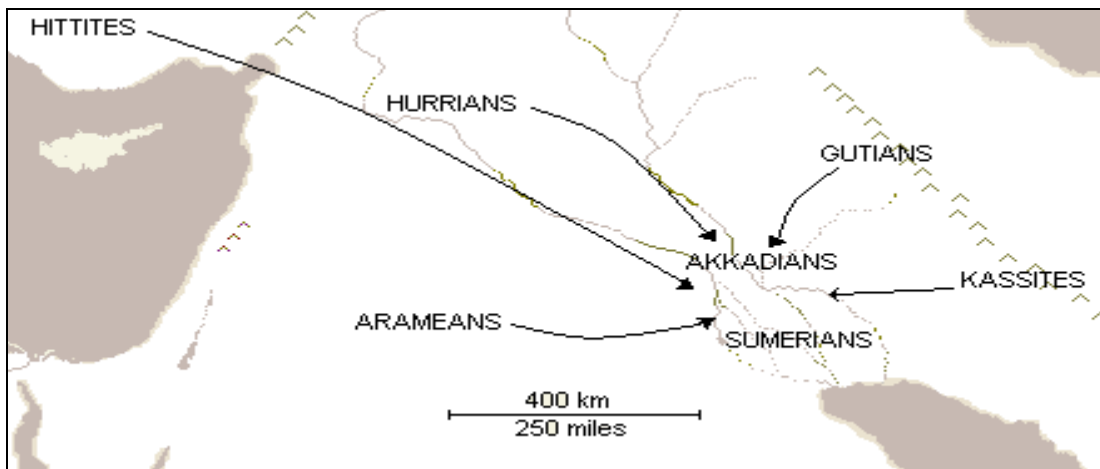 HITTITES
HURRIANS
GUTIANS
AKKADIANS
KASSITES
ARAMEANS
SUMERIANS
400 km
250 miles